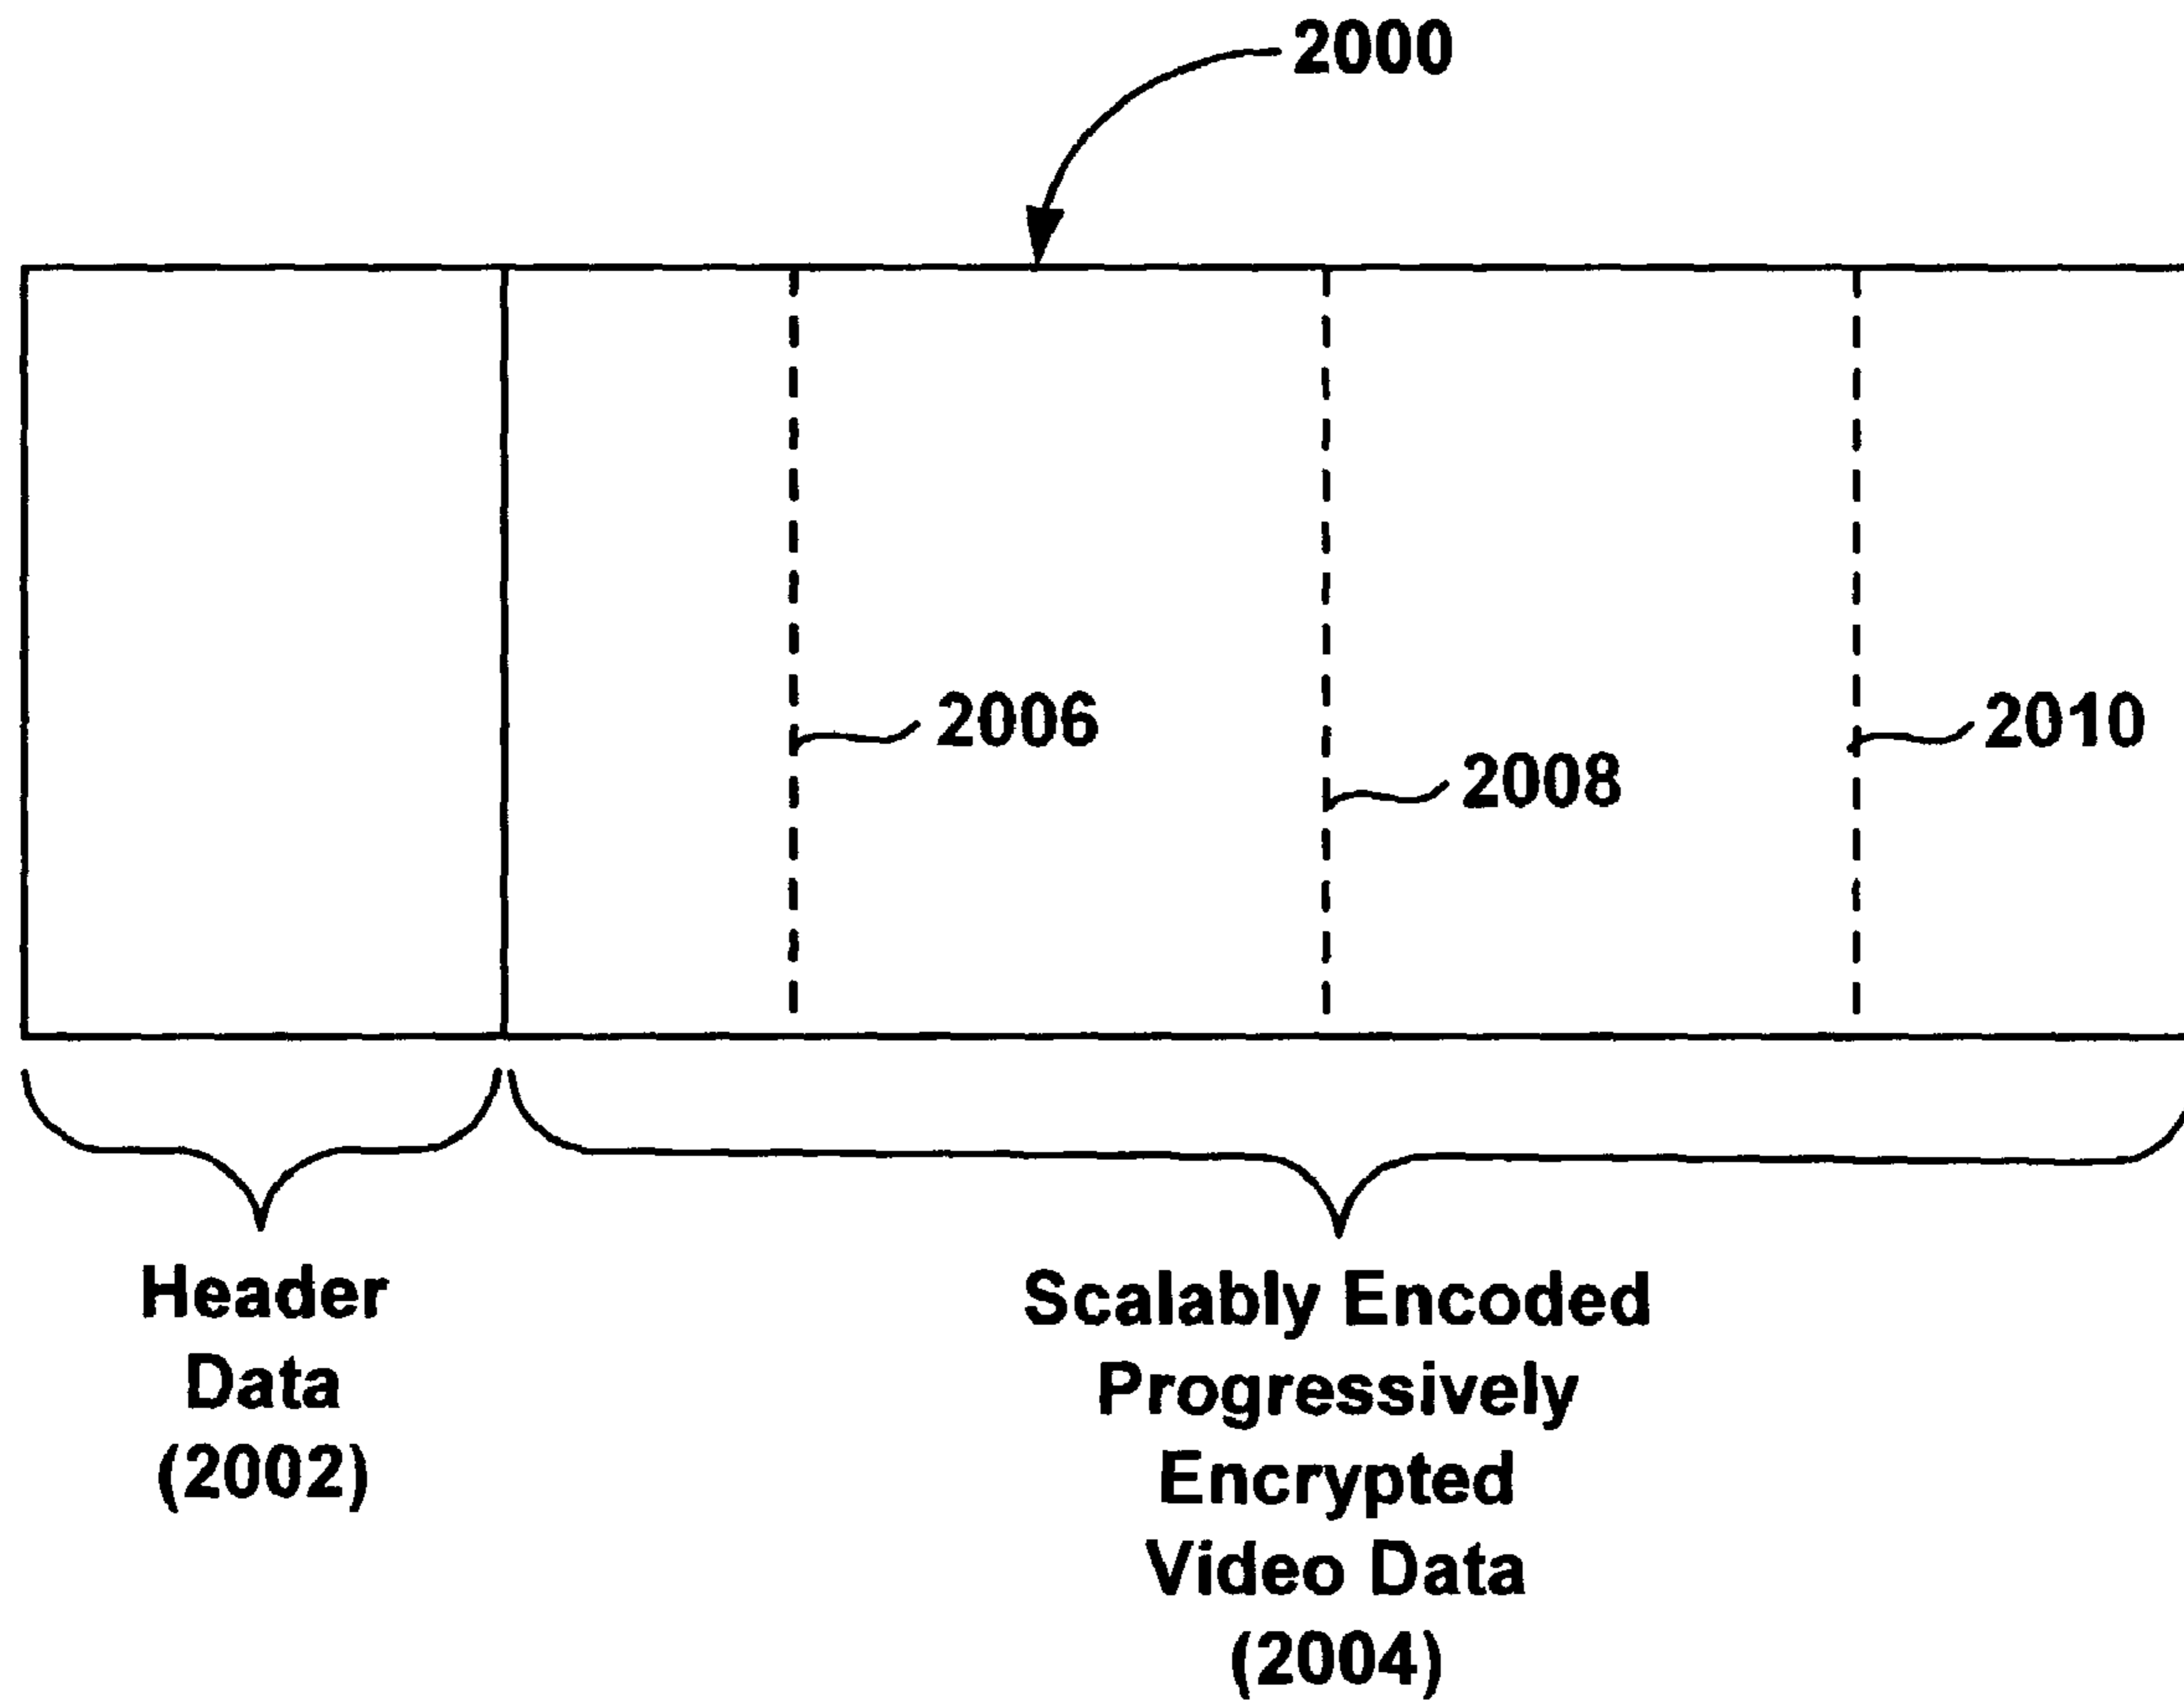 2000
2006
2010
2008
Header
Data
(2002)
Scalably Encoded
Progressively
Encrypted
Video Data
(2004)